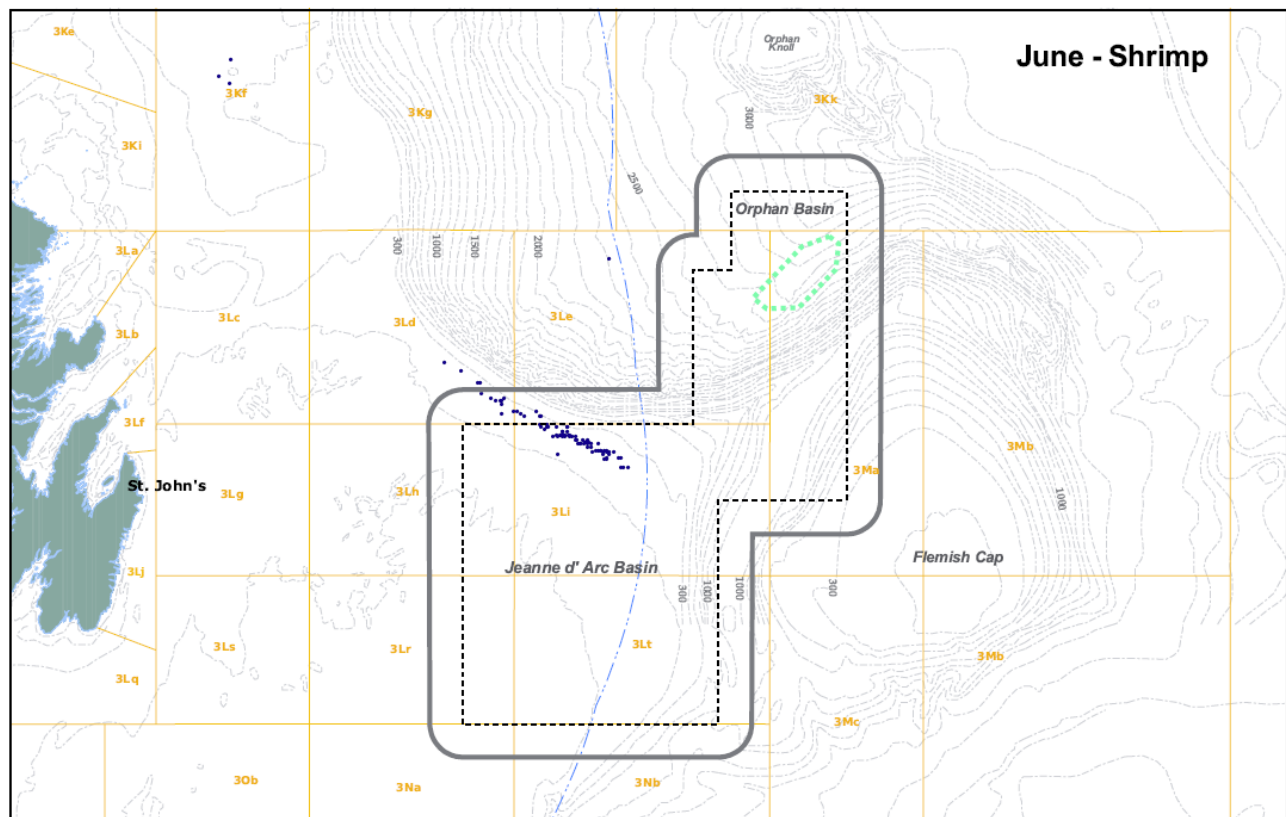 June - Shrimp
3Ke
Orphan
Knoll
3Kf
3Kg
3Kk
3000
3Ki
2500
Orphan Basin
3La
300
1000
1500
2000
3Lb
3Lc
3Ld
3Le
3Lf
3Ma
3Mb
St. John's
3Lg
3Lh
3Li
1000
Flemish Cap
Jeanne d' Arc Basin
3Lj
300
1000
1000
300
3Ls
3Lr
3Lt
3Mb
3Lq
3Mc
3Ob
3Na
3Nb